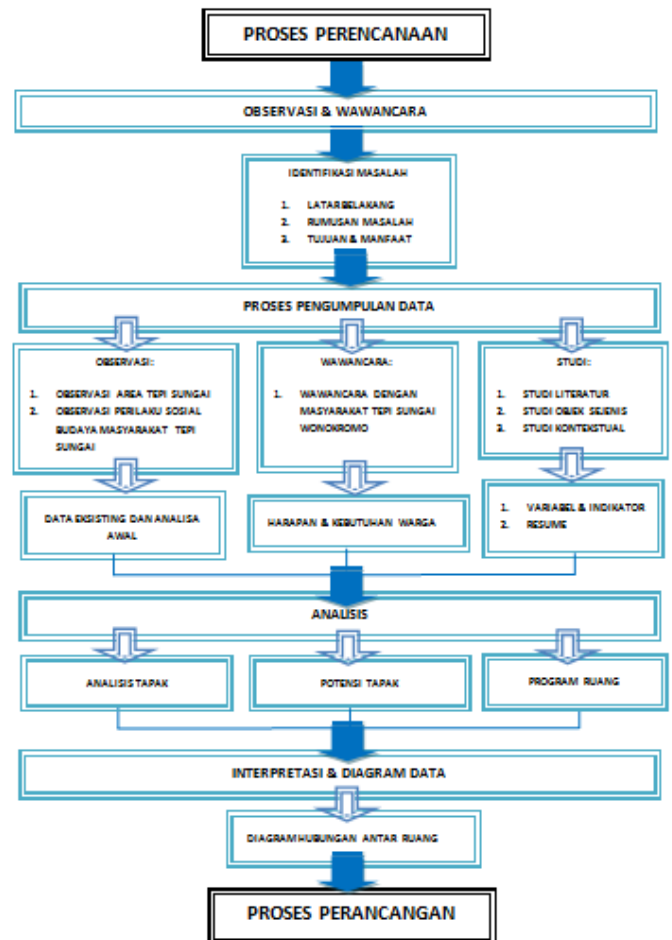 PROSES PERENCANAAN
OBSERVASI & WAWANCARA
IDENTIFIKASI MASALAH
1. LATAR BELAKANG
2. RUMUSAN MASALAH
3. TUJUAN & MANFAAT
PROSES PENGUMPULAN DATA
OBSERVASI::
1. OBSERVASI AREA TEPI SUNGAI
2. OBSERVASI PERILAKU SOSIAL
BUDAYA MASYARAKAT TEPI
SUNGAI
WAWANCARA::
1. WAWANCARA DENGAN
MASYARAKAT TEPI SUNGAI
WONOKROMO
STUDI::
1. STUDI LITERATUR
2. STUDI OBJEK SEJENIS
3. STUDI KONTEKSTUAL
DATA EKSISTING DAN ANALISA
AWAL
HARAPAN & KEBUTUHAN WARGA
1. VARIABEL & INDIKATOR
2. RESUME
ANALISIS
ANALISIS TAPAK
POTENSI TAPAK
PROGRAM RUANG
INTERPRETASI & DIAGRAM DATA
DIAGRAM HUBUNGAN ANTAR RUANG
PROSES PERANCANGAN